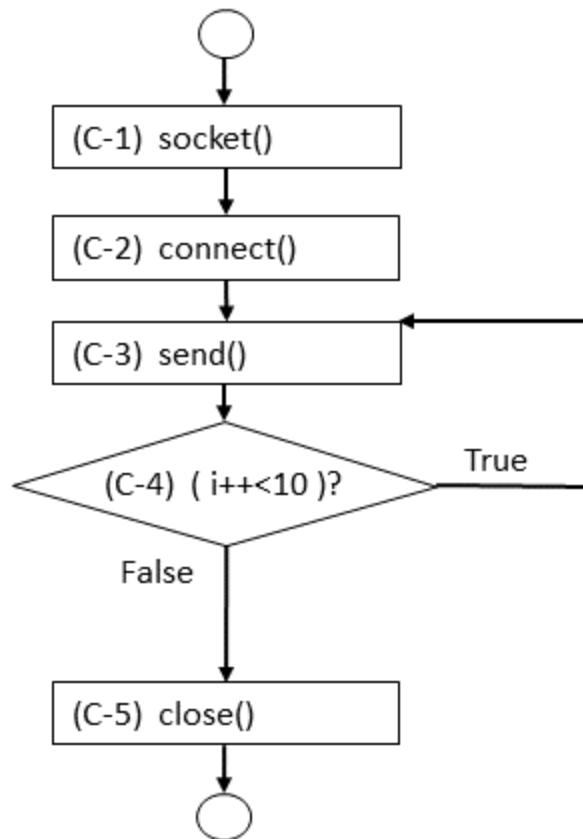 (C-1) socket()
(C-2) connect()
(C-3) send()
(C-4) ( i++<10 )?
True
False
(C-5) close()